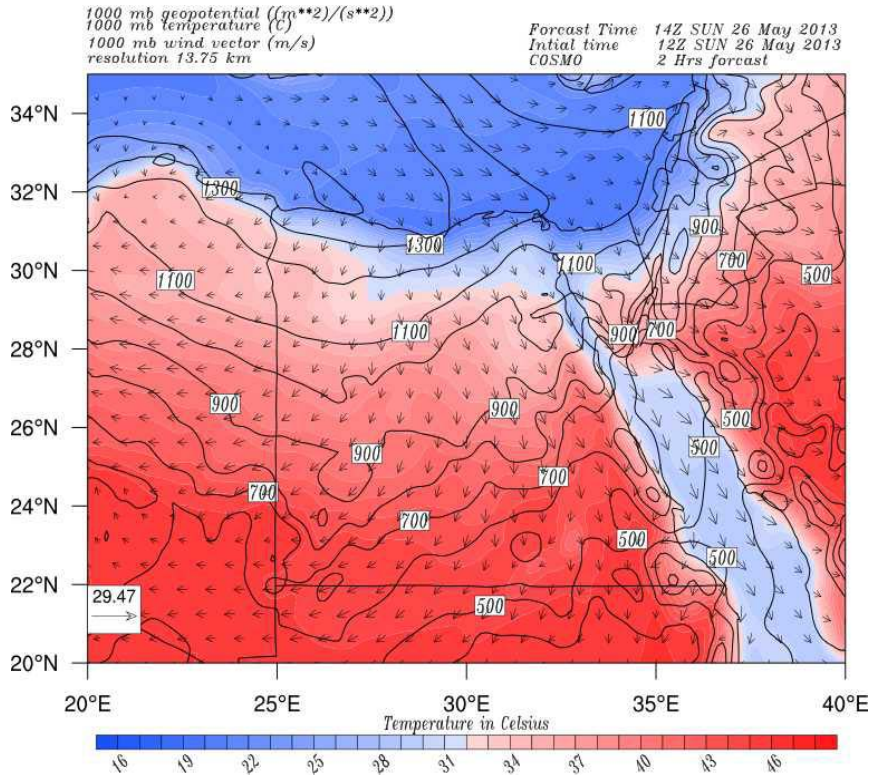 1000 mb geopotential ((m**2)/(s**2))
1000 mb temperature (C)
1000 mb wind vector (m/s)
resolution 13.75 km
Forcast Time 14Z SUN 26 May 2013
Intial time 12Z SUN 26 May 2013
COSMO 2 Hrs forcast
34°N
1100
32°N
1300
900
1300
700
30°N
1100
1100
500
1100
900
700
28°N
900
900
500
26°N
900
500
700
24°N
700
700
500
500
22°N
29.47
500
20°N
20°E 25°E 30°E 35°E 40°E
Temperature in Celsius
16 19 22 25 28 31 34 37 40 43 46